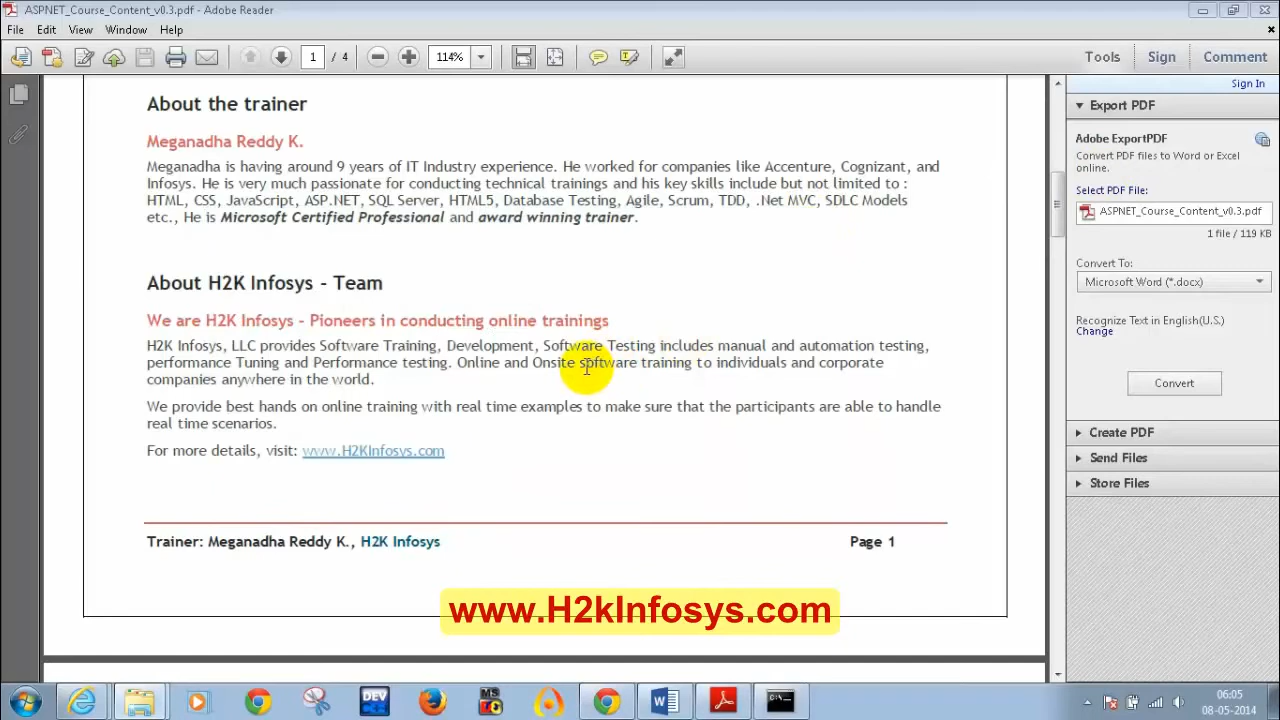 ASPNET_Course_Content_v0.3.pdf - Adobe Reader
File Edit View Window Help
1 / 4 114% Tools Sign Comment
About the trainer
Meganadha Reddy K.
Meganadha is having around 9 years of IT Industry experience. He worked for companies like Accenture, Cognizant, and
Infosys. He is very much passionate for conducting technical trainings and his key skills include but not limited to :
HTML, CSS, JavaScript, ASP.NET, SQL Server, HTML5, Database Testing, Agile, Scrum, TDD, .Net MVC, SDLC Models
etc., He is Microsoft Certified Professional and award winning trainer.
About H2K Infosys - Team
We are H2K Infosys - Pioneers in conducting online trainings
H2K Infosys, LLC provides Software Training, Development, Software Testing includes manual and automation testing,
performance Tuning and Performance testing. Online and Onsite software training to individuals and corporate
companies anywhere in the world.
We provide best hands on online training with real time examples to make sure that the participants are able to handle
real time scenarios.
For more details, visit: www.H2KInfosys.com
Trainer: Meganadha Reddy K., H2K Infosys Page 1
www.H2kInfosys.com
Sign In
Export PDF
Adobe ExportPDF
Convert PDF files to Word or Excel
online.
Select PDF File:
ASPNET_Course_Content_v0.3.pdf
1 file / 119 KB
Convert To:
Microsoft Word (*.docx)
Recognize Text in English(U.S.)
Change
Convert
Create PDF
Send Files
Store Files
DEV
MS
06:05
08-05-2014